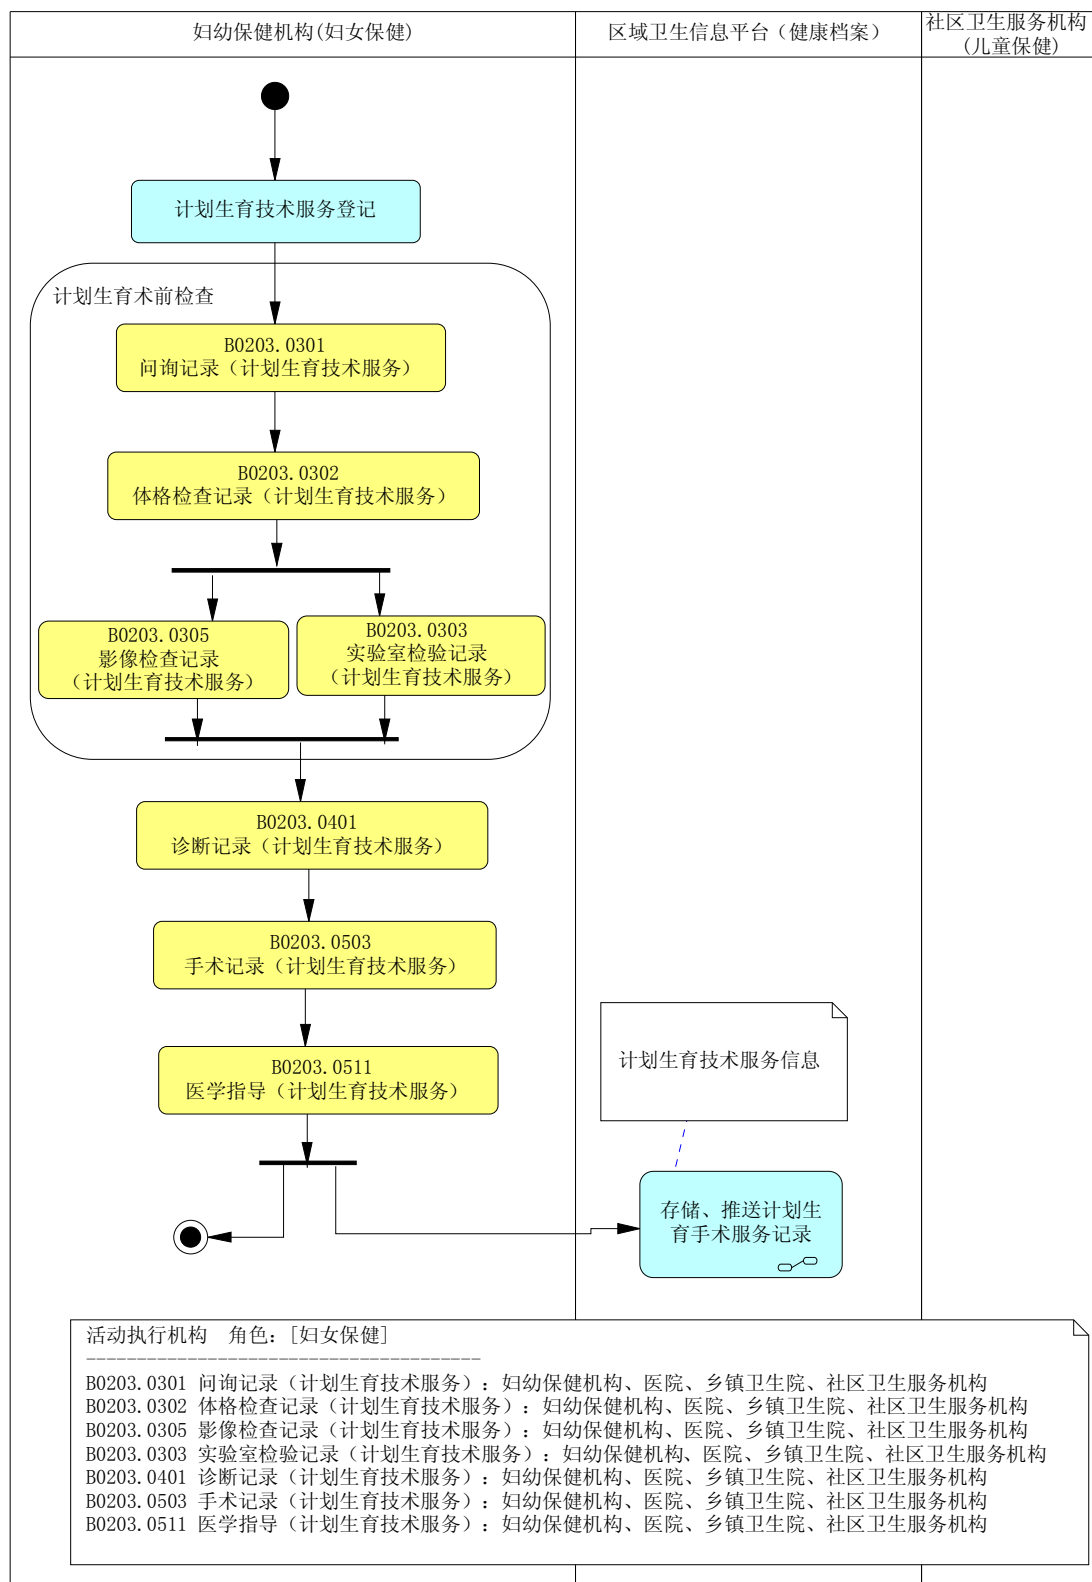 妇幼保健机构(妇女保健)
区域卫生信息平台（健康档案）
社区卫生服务机构
(儿童保健)
计划生育技术服务登记
计划生育术前检查
B0203.0301
问询记录（计划生育技术服务）
B0203.0302
体格检查记录（计划生育技术服务）
B0203.0305
影像检查记录
（计划生育技术服务）
B0203.0303
实验室检验记录
（计划生育技术服务）
B0203.0401
诊断记录（计划生育技术服务）
B0203.0503
手术记录（计划生育技术服务）
B0203.0511
医学指导（计划生育技术服务）
计划生育技术服务信息
存储、推送计划生
育手术服务记录
活动执行机构　角色：[妇女保健]
---------------------------------------
B0203.0301 问询记录（计划生育技术服务）：妇幼保健机构、医院、乡镇卫生院、社区卫生服务机构
B0203.0302 体格检查记录（计划生育技术服务）：妇幼保健机构、医院、乡镇卫生院、社区卫生服务机构
B0203.0305 影像检查记录（计划生育技术服务）：妇幼保健机构、医院、乡镇卫生院、社区卫生服务机构
B0203.0303 实验室检验记录（计划生育技术服务）：妇幼保健机构、医院、乡镇卫生院、社区卫生服务机构
B0203.0401 诊断记录（计划生育技术服务）：妇幼保健机构、医院、乡镇卫生院、社区卫生服务机构
B0203.0503 手术记录（计划生育技术服务）：妇幼保健机构、医院、乡镇卫生院、社区卫生服务机构
B0203.0511 医学指导（计划生育技术服务）：妇幼保健机构、医院、乡镇卫生院、社区卫生服务机构